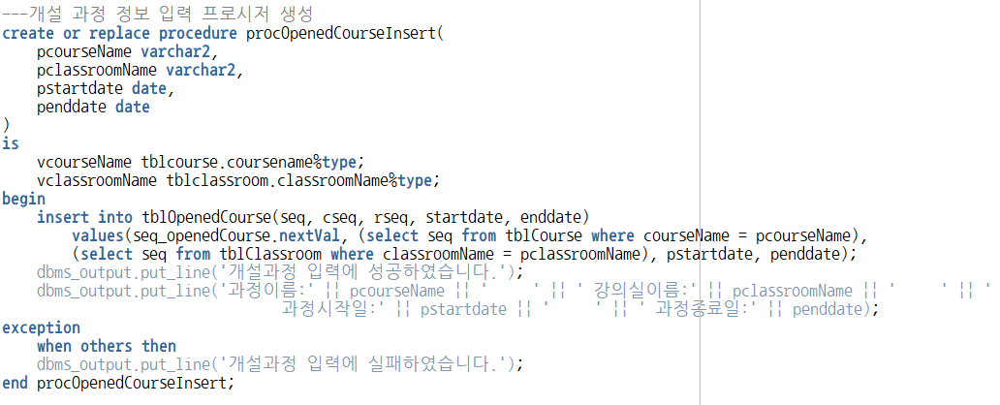 ---개설 과정 정보 입력 프로시저 생성
create or replace procedure procOpenedCourseInsert(
    pcourseName varchar2,
    pclassroomName varchar2,
    pstartdate date,
    penddate date
)
is
    vcourseName tblcourse.coursename%type;
    vclassroomName tblclassroom.classroomName%type;
begin
    insert into tblOpenedCourse(seq, cseq, rseq, startdate, enddate)
        values(seq_openedCourse.nextVal, (select seq from tblCourse where courseName = pcourseName),
        (select seq from tblClassroom where classroomName = pclassroomName), pstartdate, penddate);
    dbms_output.put_line('개설과정 입력에 성공하였습니다.');
    dbms_output.put_line('과정이름:' || pcourseName || '     ' || ' 강의실이름:' || pclassroomName || '     ' || '
                                과정시작일:' || pstartdate || '     ' || ' 과정종료일:' || penddate);
exception
    when others then
    dbms_output.put_line('개설과정 입력에 실패하였습니다.');
end procOpenedCourseInsert;